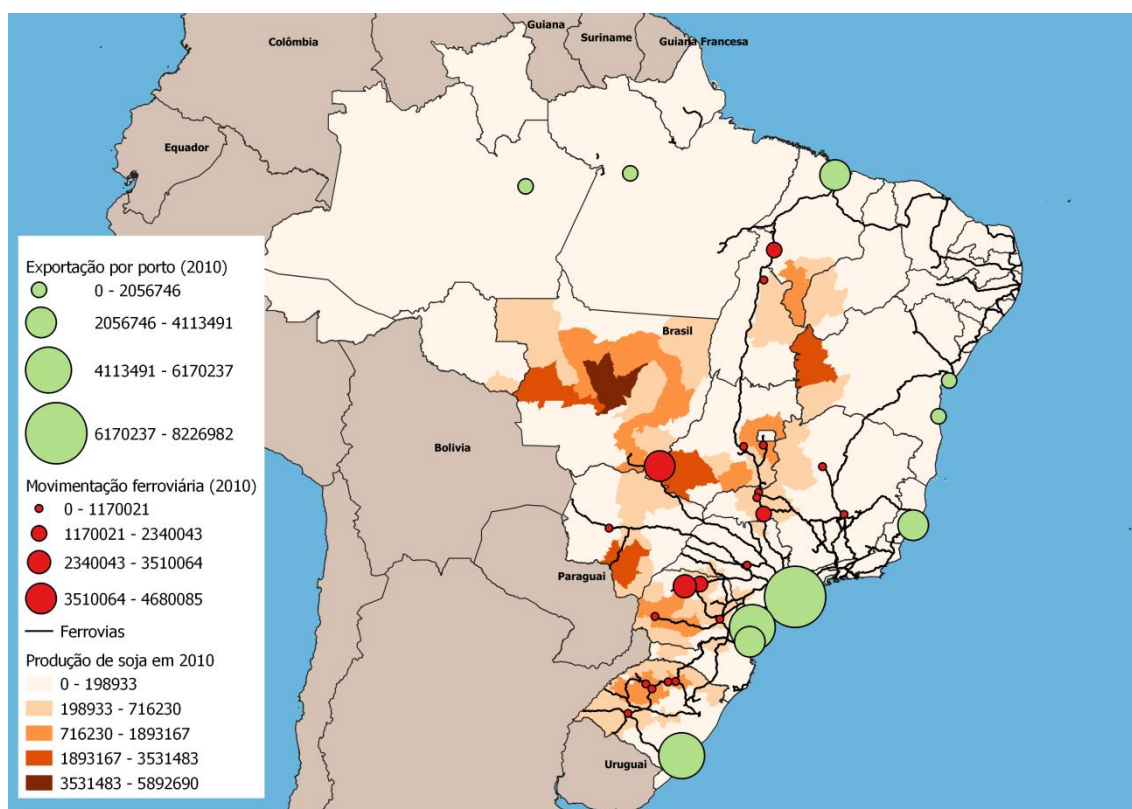 Colômbia
Guiana
Suriname
Guiana Francesa
Equador
Brasil
Bolivia
Paraguai
Uruguai
Exportação por porto (2010)
0 - 2056746
2056746 - 4113491
4113491 - 6170237
6170237 - 8226982
Movimentação ferroviária (2010)
0 - 1170021
1170021 - 2340043
2340043 - 3510064
3510064 - 4680085
Ferrovias
Produção de soja em 2010
0 - 198933
198933 - 716230
716230 - 1893167
1893167 - 3531483
3531483 - 5892690